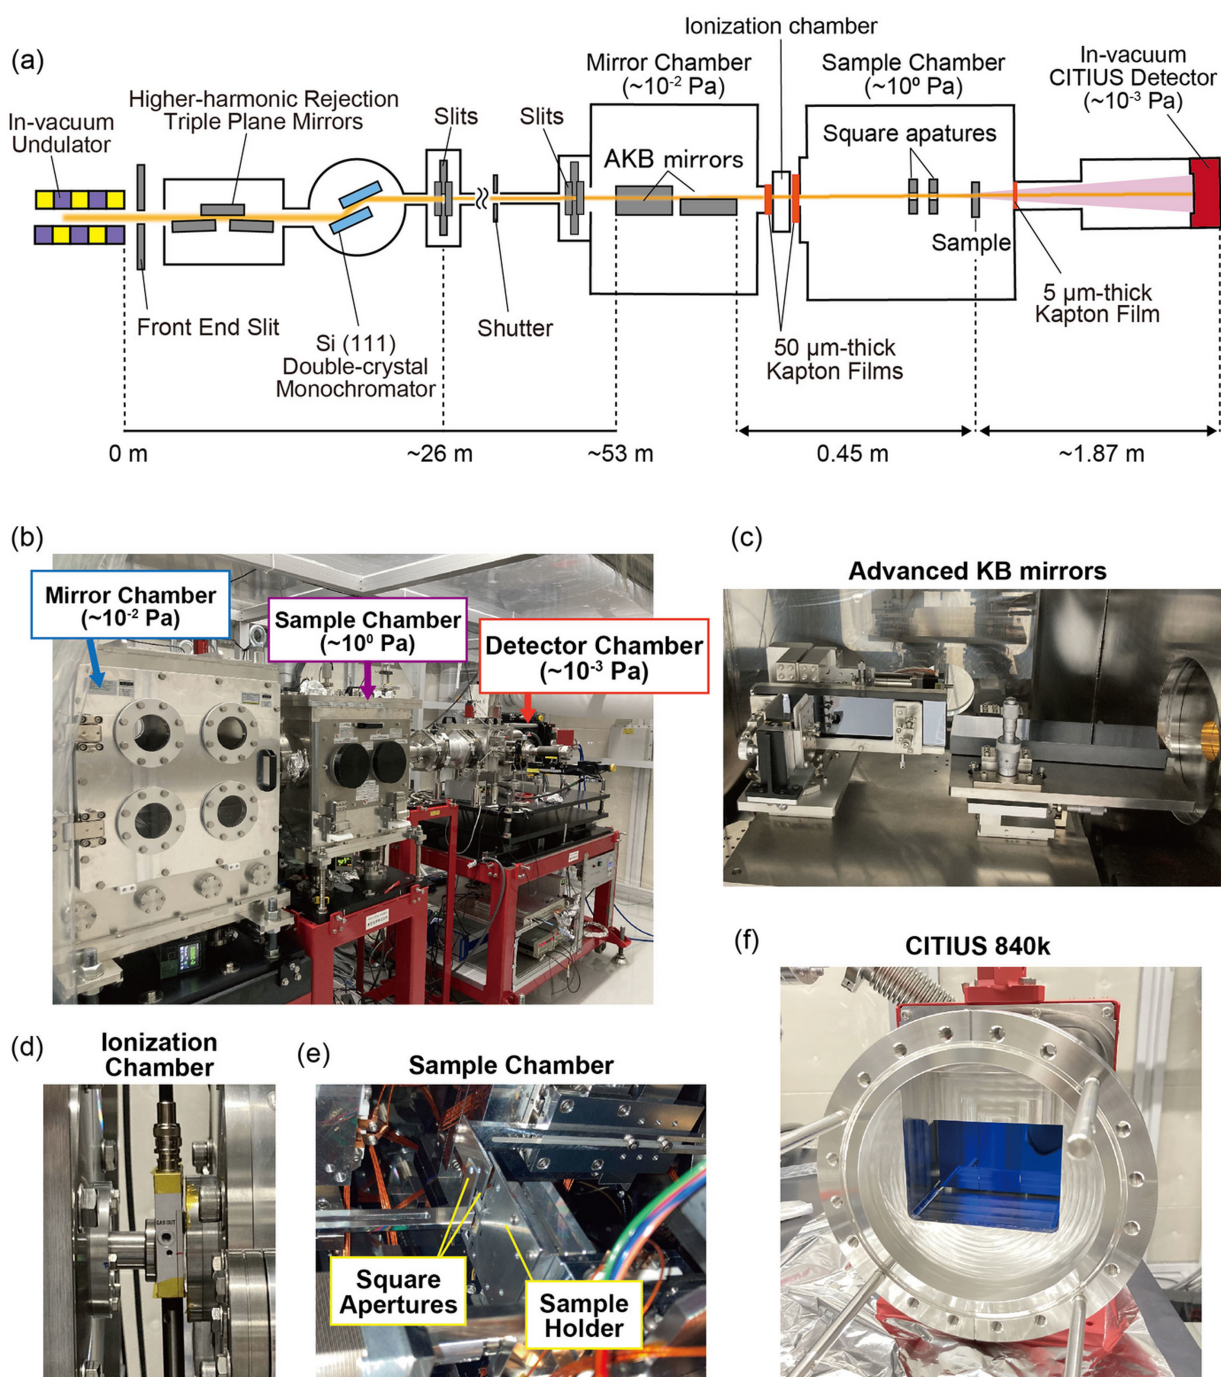 (a)
Ionization chamber
Mirror Chamber
(~10⁻² Pa)
Sample Chamber
(~10⁰ Pa)
In-vacuum
CITIUS Detector
(~10⁻³ Pa)
Higher-harmonic Rejection
Triple Plane Mirrors
In-vacuum
Undulator
Slits
Slits
AKB mirrors
Square apatures
Sample
Front End Slit
Si (111)
Double-crystal
Monochromator
Shutter
50 µm-thick
Kapton Films
5 µm-thick
Kapton Film
0 m
~26 m
~53 m
0.45 m
~1.87 m
(b)
Mirror Chamber
(~10⁻² Pa)
Sample Chamber
(~10⁰ Pa)
Detector Chamber
(~10⁻³ Pa)
(c)
Advanced KB mirrors
(d)
Ionization
Chamber
GAS OUT
(e)
Sample Chamber
Square
Apertures
Sample
Holder
(f)
CITIUS 840k